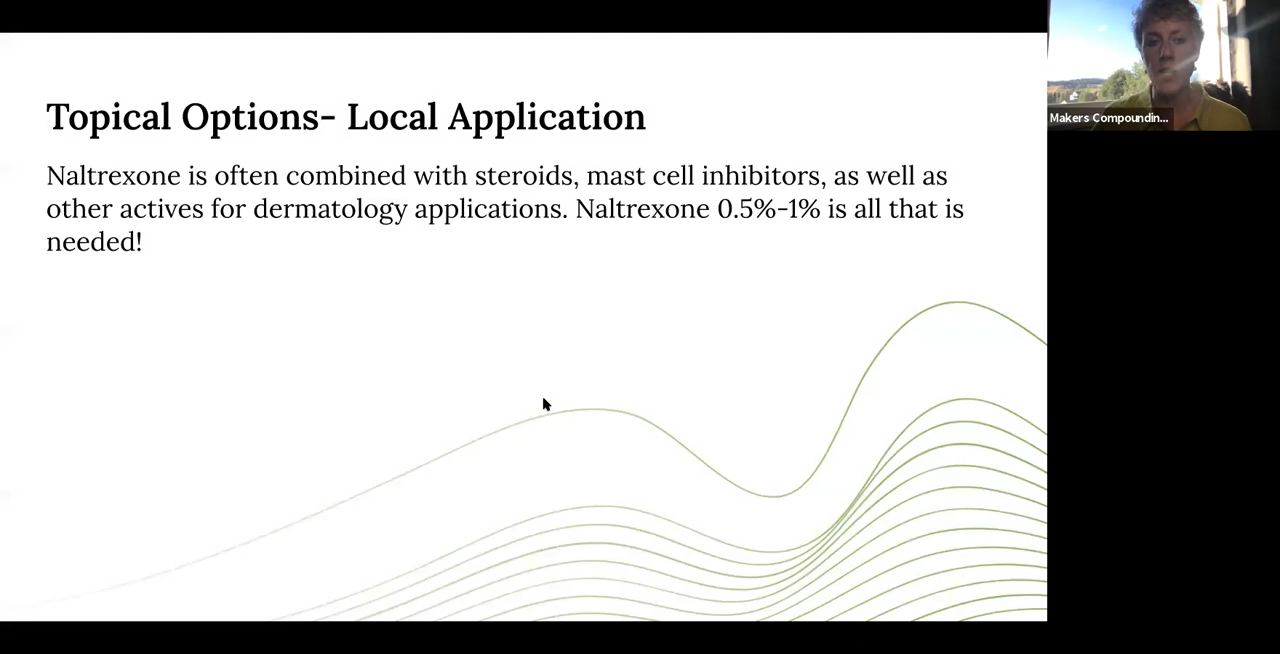 Topical Options- Local Application
Naltrexone is often combined with steroids, mast cell inhibitors, as well as
other actives for dermatology applications. Naltrexone 0.5%-1% is all that is
needed!
Makers Compoundin...